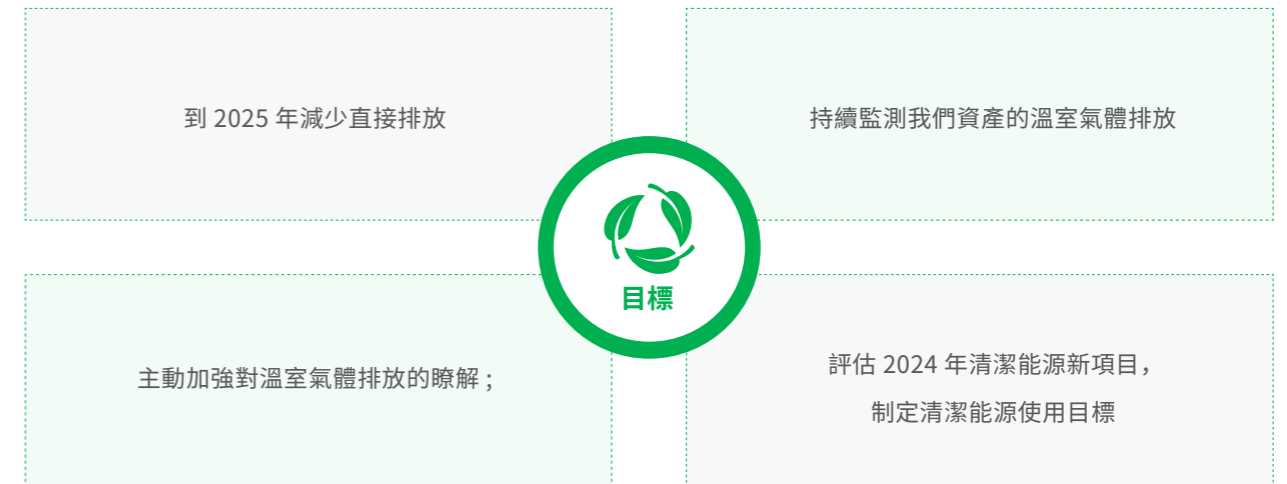 到 2025 年減少直接排放
持續監測我們資產的溫室氣體排放
目標
主動加強對溫室氣體排放的瞭解；
評估 2024 年清潔能源新項目，
制定清潔能源使用目標